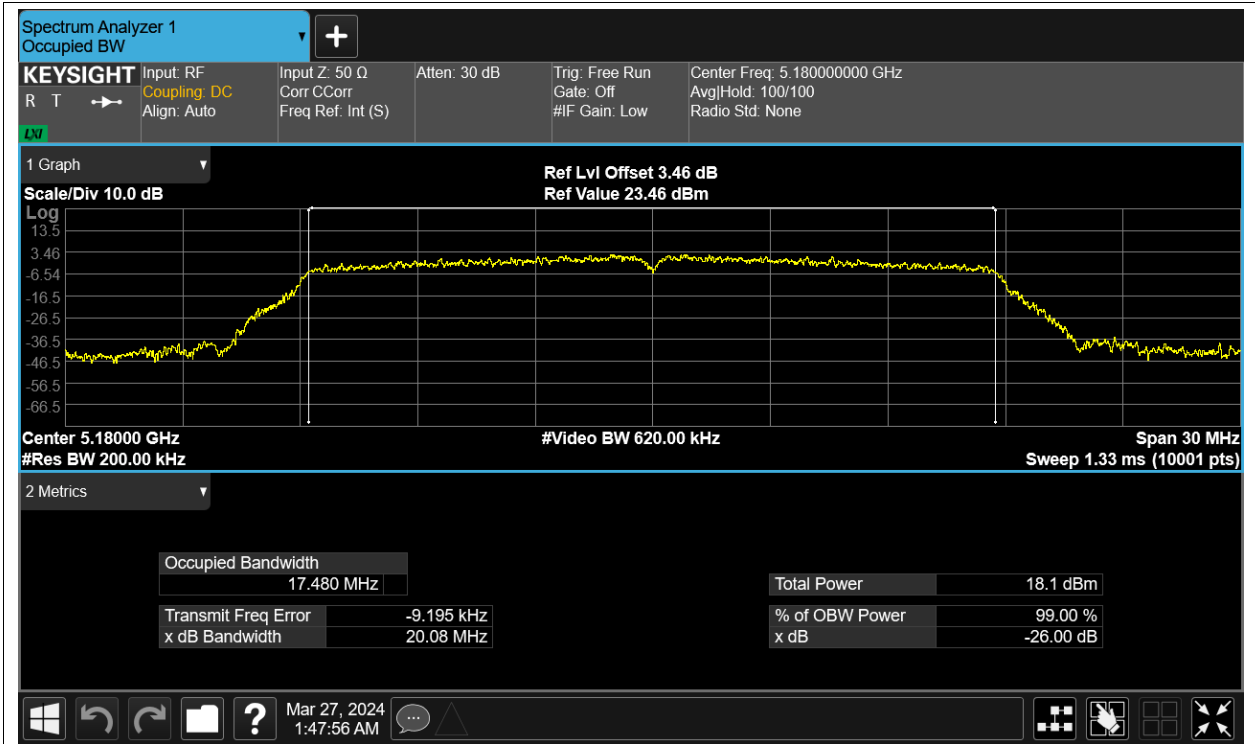 Spectrum Analyzer 1
Occupied BW
+
KEYSIGHT
R T
LXI
Input: RF
Coupling: DC
Align: Auto
Input Z: 50 Ω
Corr CCorr
Freq Ref: Int (S)
Atten: 30 dB
Trig: Free Run
Gate: Off
#IF Gain: Low
Center Freq: 5.180000000 GHz
Avg|Hold: 100/100
Radio Std: None
1 Graph
Scale/Div 10.0 dB
Ref Lvl Offset 3.46 dB
Ref Value 23.46 dBm
Log
13.5
3.46
-6.54
-16.5
-26.5
-36.5
-46.5
-56.5
-66.5
Center 5.18000 GHz
#Res BW 200.00 kHz
#Video BW 620.00 kHz
Span 30 MHz
Sweep 1.33 ms (10001 pts)
2 Metrics
Occupied Bandwidth
17.480 MHz
Transmit Freq Error -9.195 kHz
x dB Bandwidth 20.08 MHz
Total Power 18.1 dBm
% of OBW Power 99.00 %
x dB -26.00 dB
?
Mar 27, 2024
1:47:56 AM